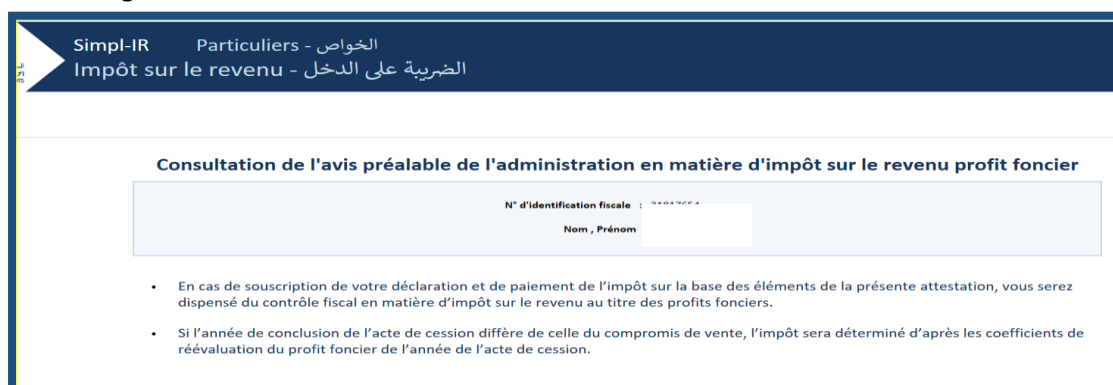 Simpl-IR Particuliers - الخواص
Impôt sur le revenu - الضريبة على الدخل
Consultation de l'avis préalable de l'administration en matière d'impôt sur le revenu profit foncier
N° d'identification fiscale :
Nom , Prénom
• En cas de souscription de votre déclaration et de paiement de l’impôt sur la base des éléments de la présente attestation, vous serez
dispensé du contrôle fiscal en matière d’impôt sur le revenu au titre des profits fonciers.
• Si l’année de conclusion de l’acte de cession diffère de celle du compromis de vente, l’impôt sera déterminé d’après les coefficients de
réévaluation du profit foncier de l’année de l’acte de cession.